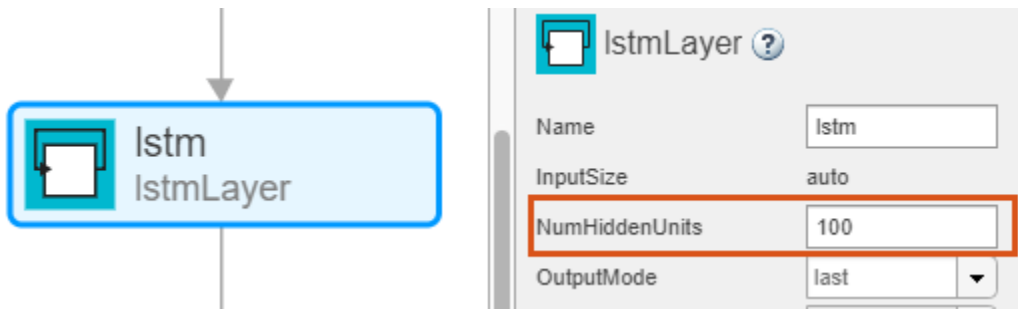 lstm
lstmLayer
lstmLayer ?
Name lstm
InputSize auto
NumHiddenUnits 100
OutputMode last